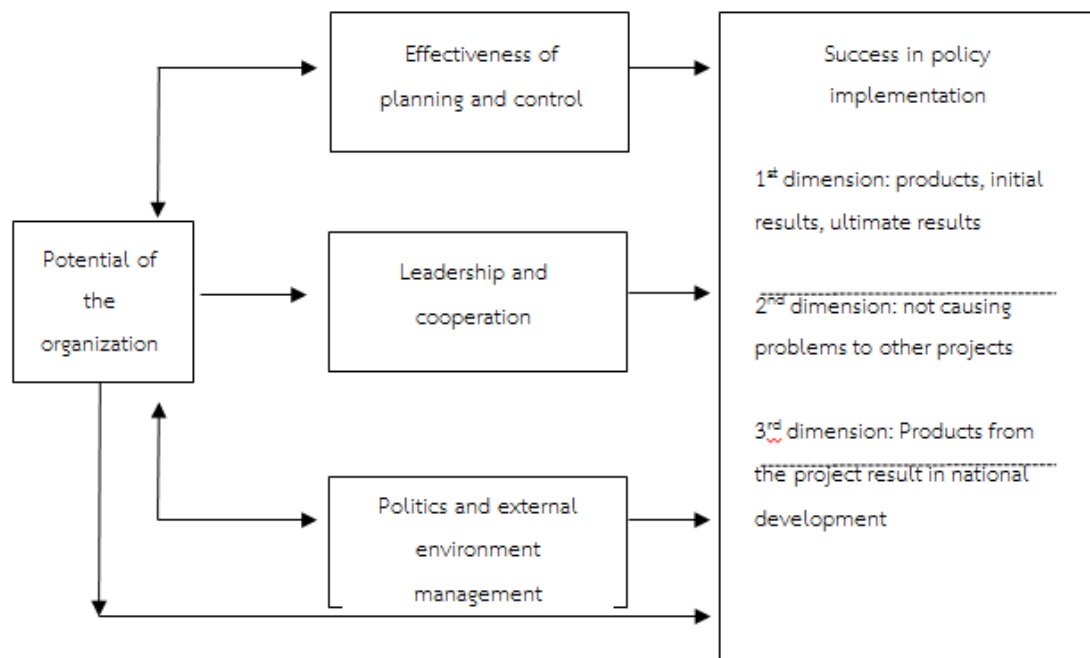 Effectiveness of
planning and control
Success in policy
implementation
1st dimension: products, initial
results, ultimate results
Potential of
the
organization
Leadership and
cooperation
2nd dimension: not causing
problems to other projects
3rd dimension: Products from
the project result in national
development
Politics and external
environment
management